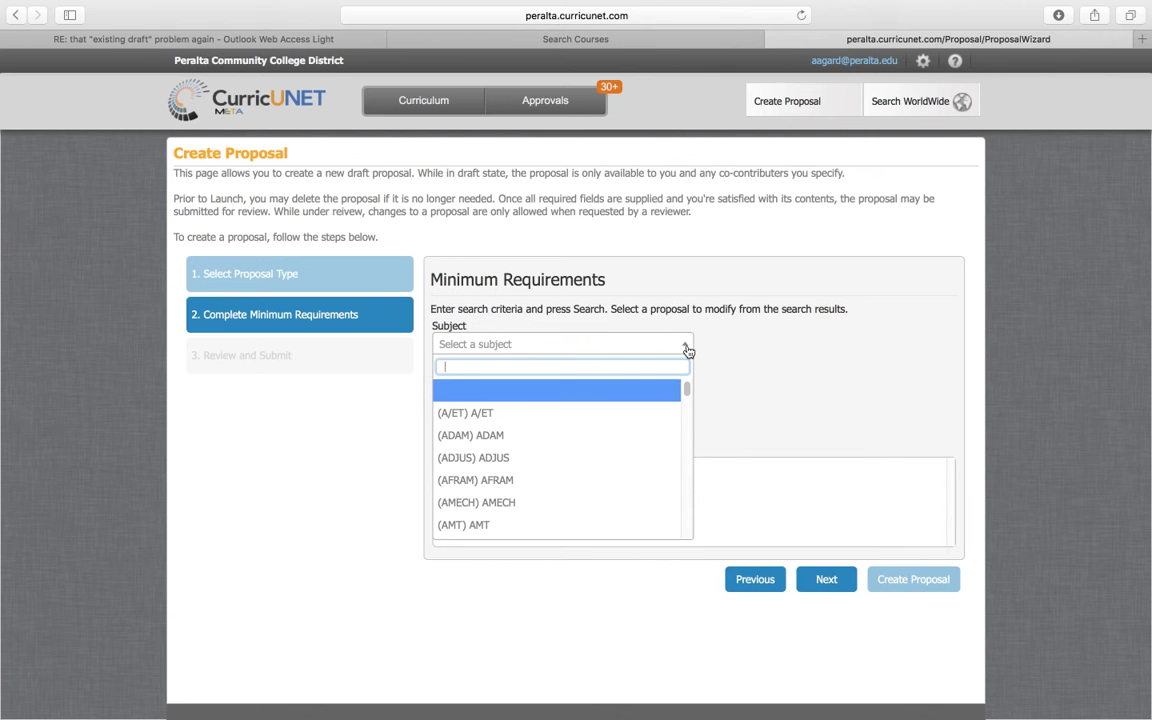 peralta.curricunet.com
RE: that "existing draft" problem again - Outlook Web Access Light
Search Courses
peralta.curricunet.com/Proposal/ProposalWizard
Peralta Community College District
aagard@peralta.edu
CurricUNET
META
Curriculum
Approvals
30+
Create Proposal
Search WorldWide
Create Proposal
This page allows you to create a new draft proposal. While in draft state, the proposal is only available to you and any co-contributers you specify.
Prior to Launch, you may delete the proposal if it is no longer needed. Once all required fields are supplied and you're satisfied with its contents, the proposal may be
submitted for review. While under reivew, changes to a proposal are only allowed when requested by a reviewer.
To create a proposal, follow the steps below.
1. Select Proposal Type
2. Complete Minimum Requirements
3. Review and Submit
Minimum Requirements
Enter search criteria and press Search. Select a proposal to modify from the search results.
Subject
Select a subject
(A/ET) A/ET
(ADAM) ADAM
(ADJUS) ADJUS
(AFRAM) AFRAM
(AMECH) AMECH
(AMT) AMT
Previous
Next
Create Proposal